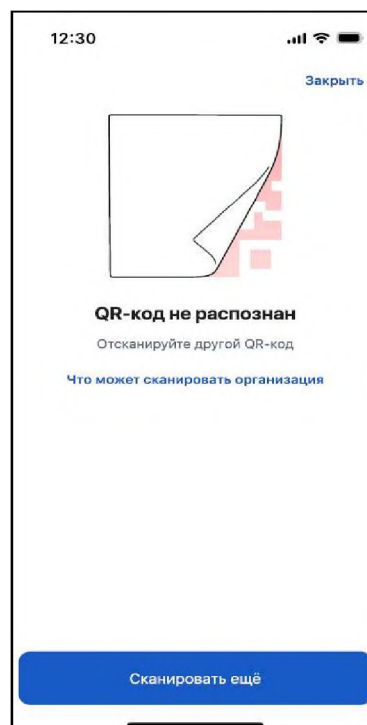 12:30
Закрыть
QR-код не распознан
Отсканируйте другой QR-код
Что может сканировать организация
Сканировать ещё